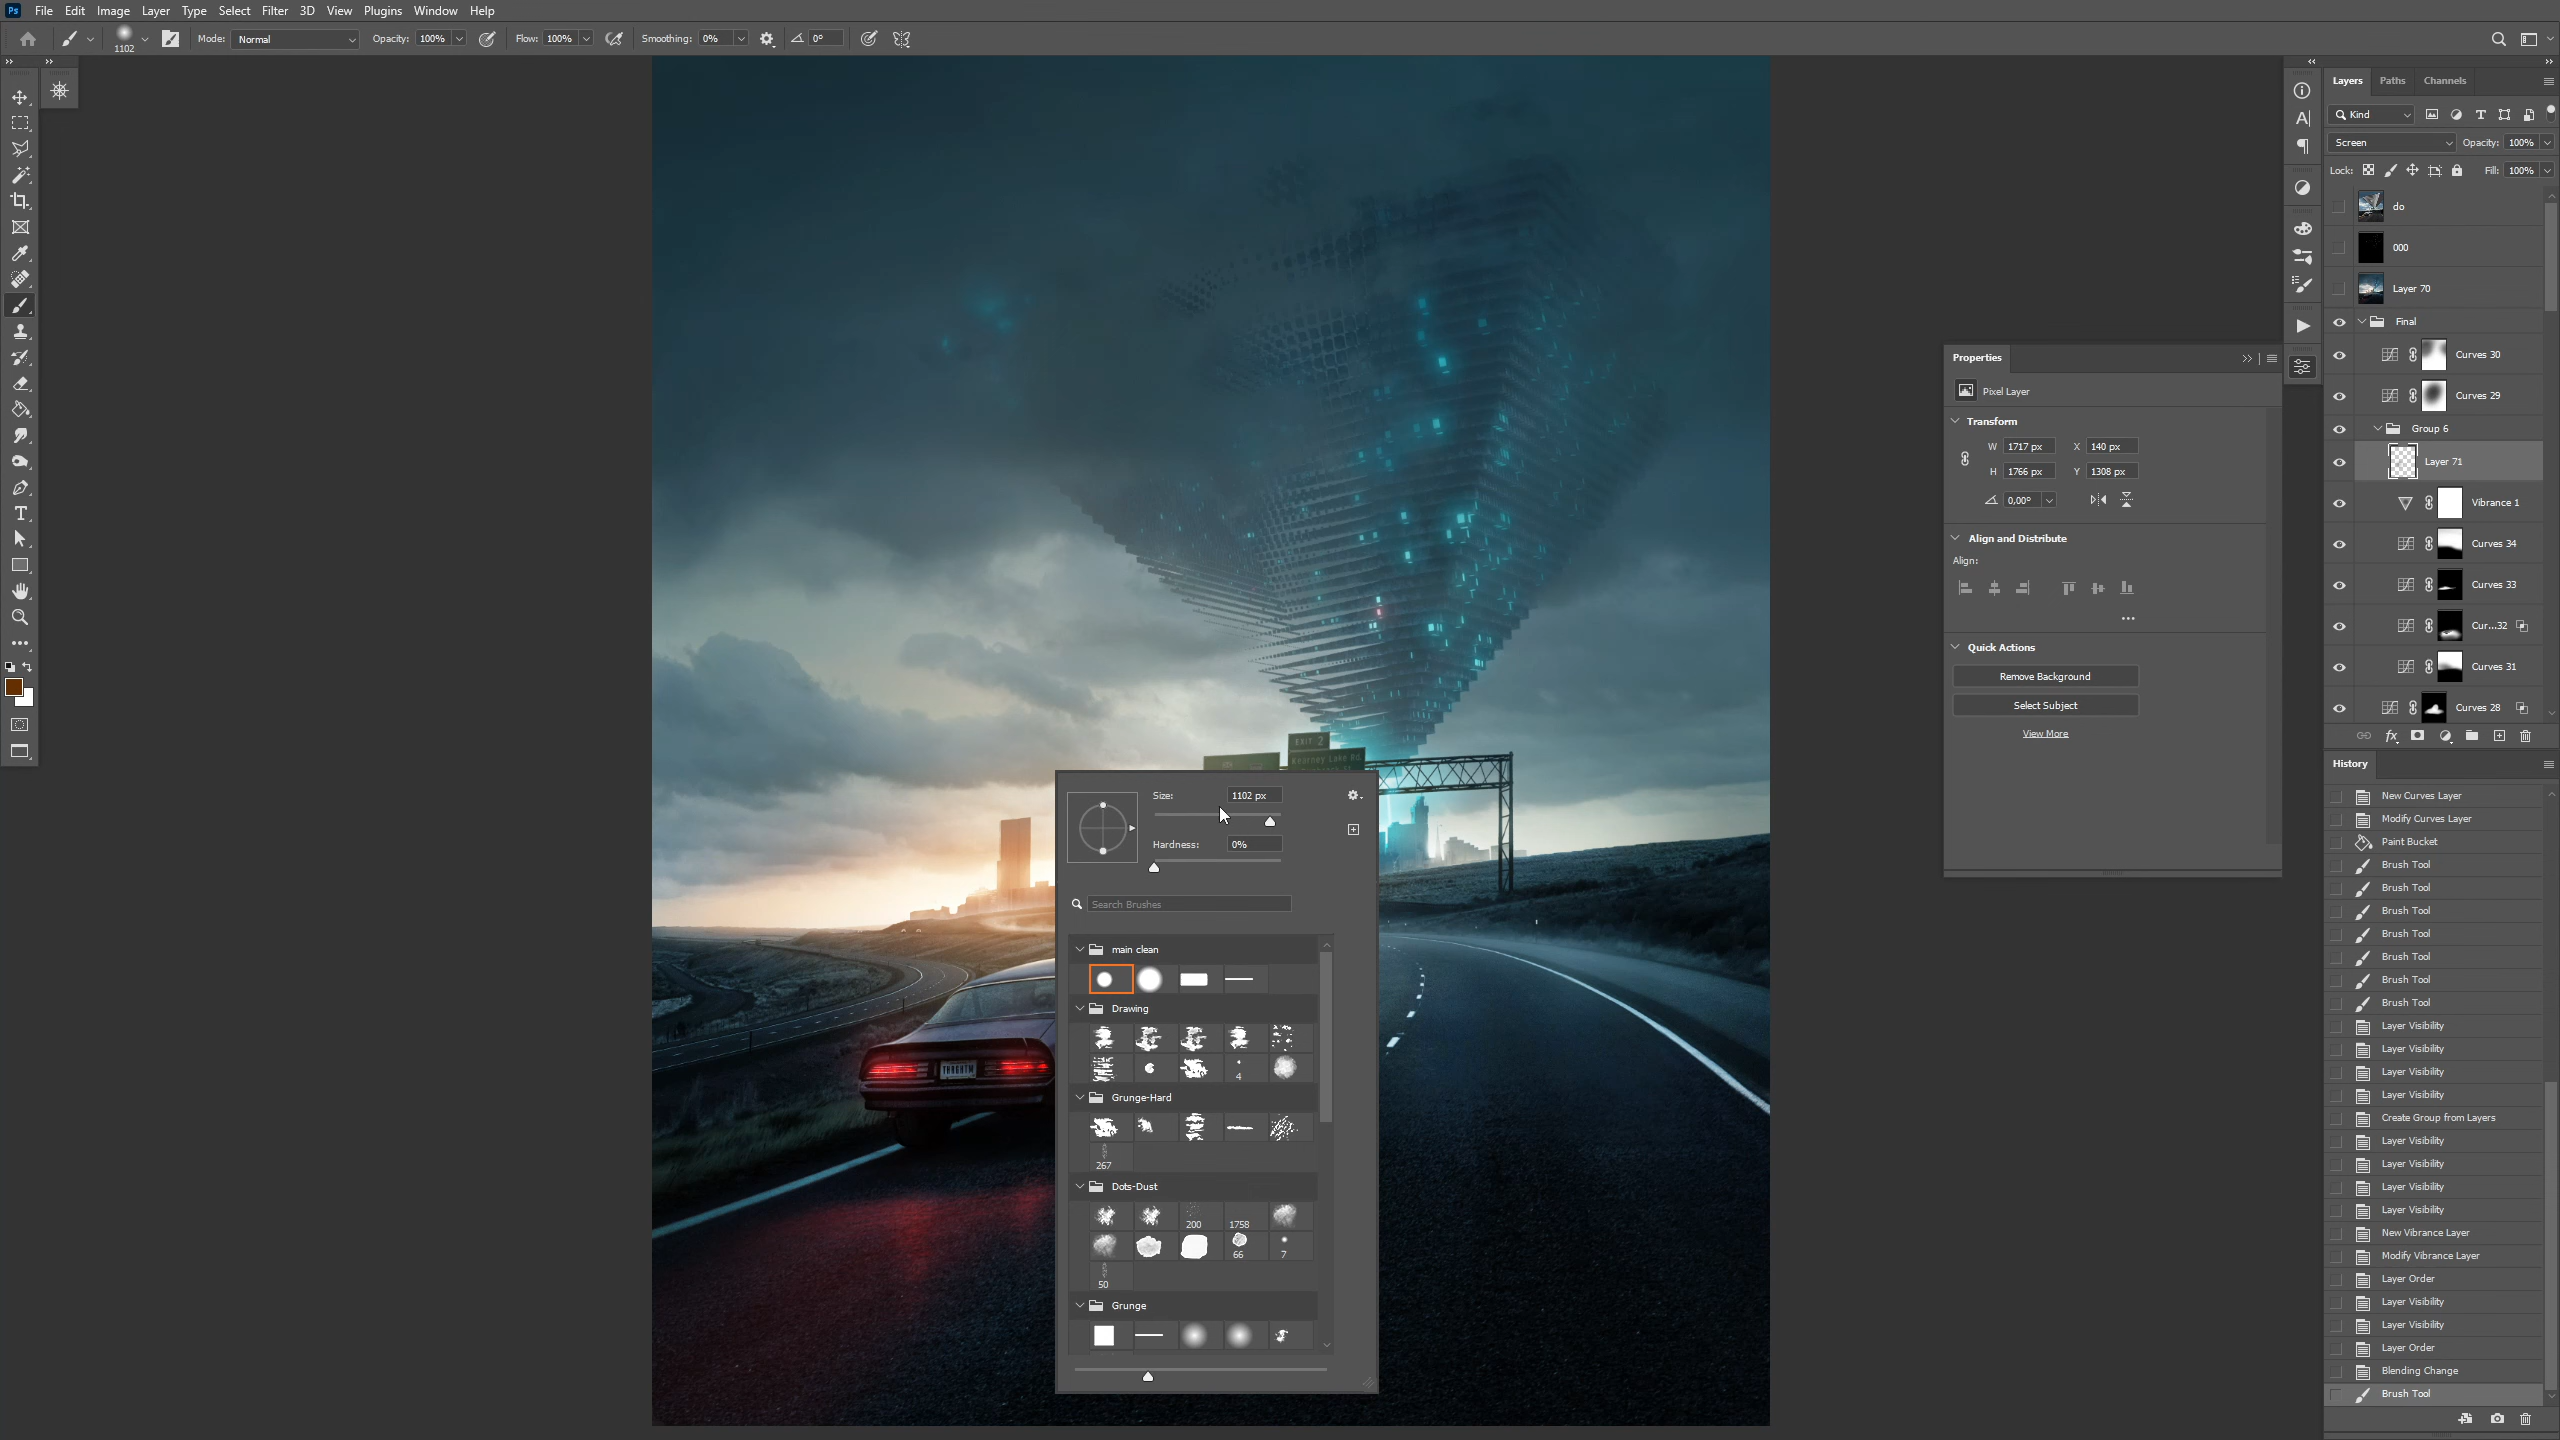 Ps File Edit Image Layer Type Select Filter 3D View Plugins Window Help
1102 Mode: Normal Opacity: 100% Flow: 100% Smoothing: 0% 0°
Layers Paths Channels
Kind
Screen Opacity: 100%
Lock: Fill: 100%
do
000
Layer 70
Final
Curves 30
Curves 29
Group 6
Layer 71
Vibrance 1
Curves 34
Curves 33
Cur...32
Curves 31
Curves 28
fx
Properties
Pixel Layer
Transform
W 1717 px X 140 px
H 1766 px Y 1308 px
0,00°
Align and Distribute
Align:
Quick Actions
Remove Background
Select Subject
View More
EXIT 2
Kearney Lake Rd.
Size: 1102 px
Hardness: 0%
Search Brushes
main clean
Drawing
4
Grunge-Hard
267
Dots-Dust
200 1758
66 7
50
Grunge
History
New Curves Layer
Modify Curves Layer
Paint Bucket
Brush Tool
Brush Tool
Brush Tool
Brush Tool
Brush Tool
Brush Tool
Brush Tool
Layer Visibility
Layer Visibility
Layer Visibility
Layer Visibility
Create Group from Layers
Layer Visibility
Layer Visibility
Layer Visibility
Layer Visibility
New Vibrance Layer
Modify Vibrance Layer
Layer Order
Layer Visibility
Layer Visibility
Layer Order
Blending Change
Brush Tool